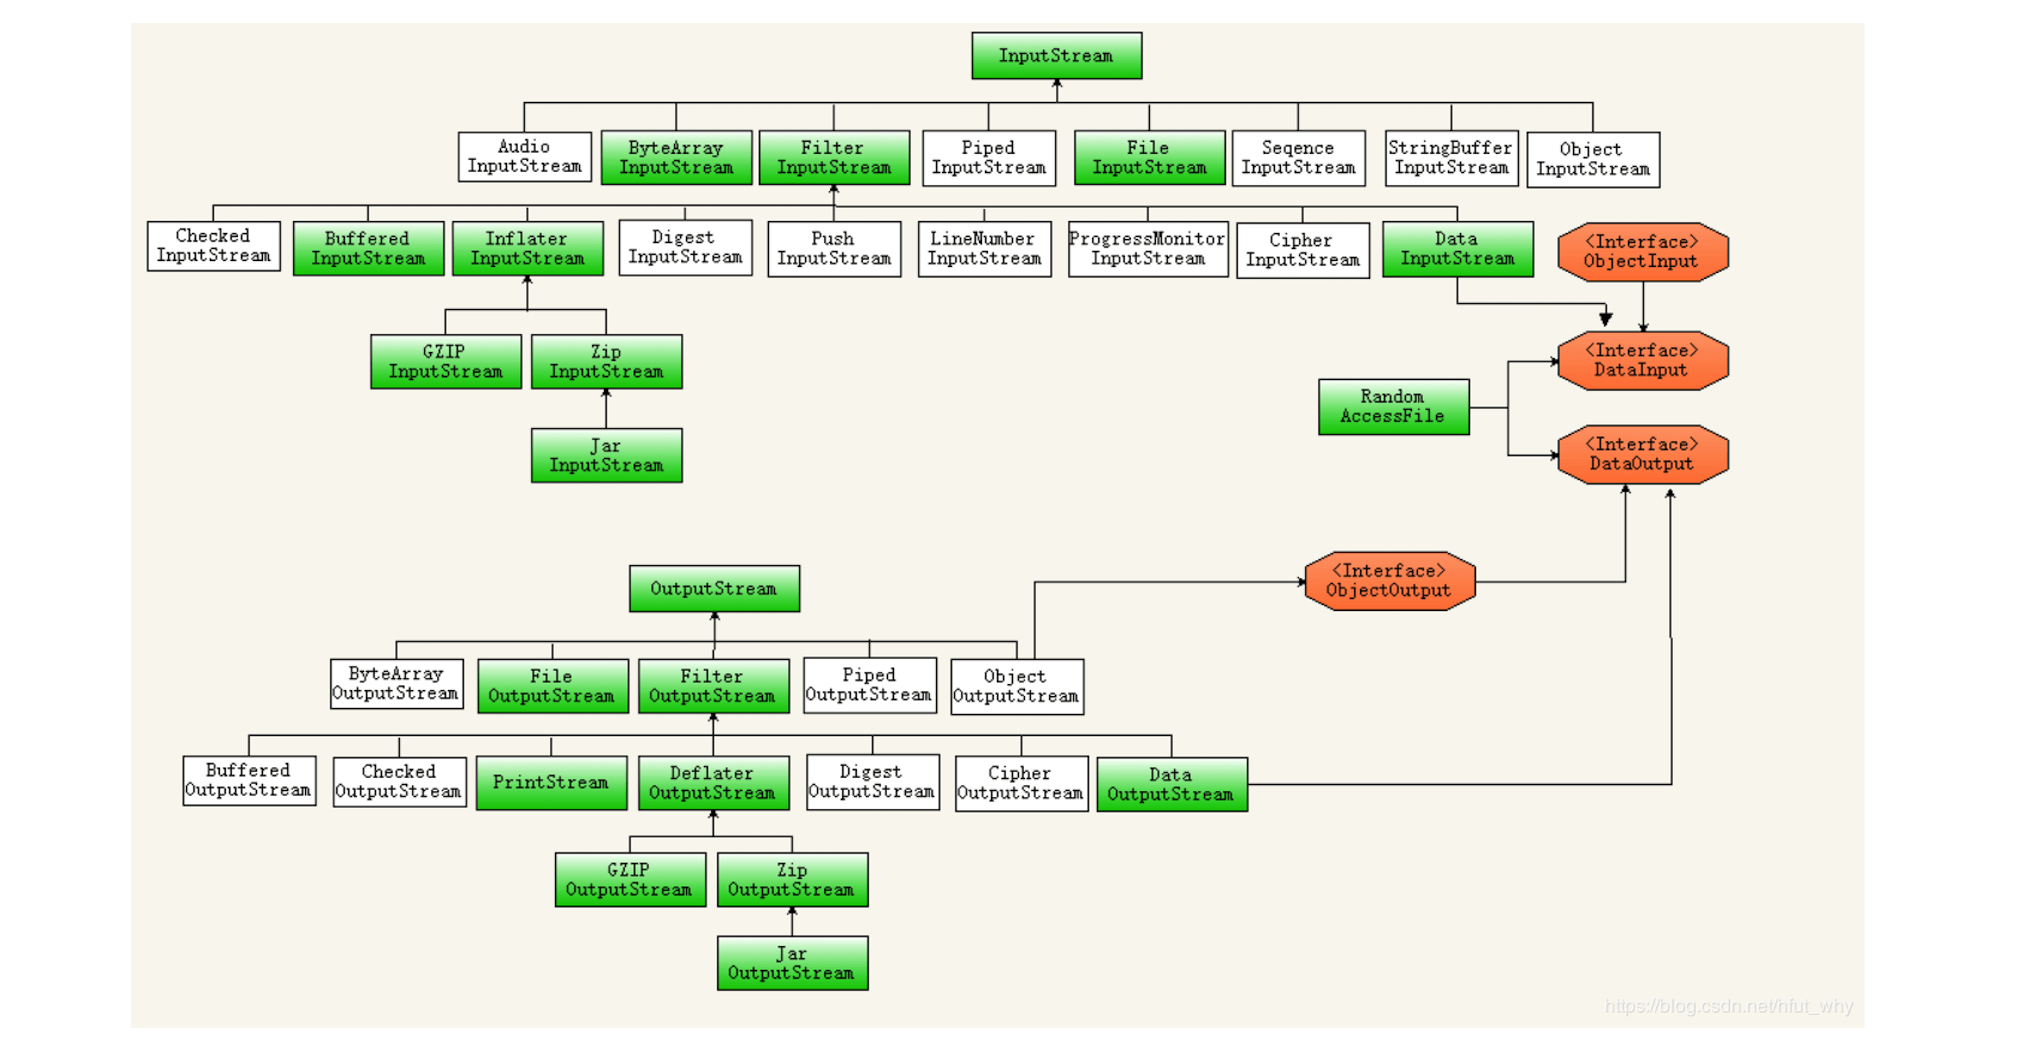 InputStream
Audio
InputStream
ByteArray
InputStream
Filter
InputStream
Piped
InputStream
File
InputStream
Seqence
InputStream
StringBuffer
InputStream
Object
InputStream
Checked
InputStream
Buffered
InputStream
Inflater
InputStream
Digest
InputStream
Push
InputStream
LineNumber
InputStream
ProgressMonitor
InputStream
Cipher
InputStream
Data
InputStream
<Interface>
ObjectInput
GZIP
InputStream
Zip
InputStream
<Interface>
DataInput
Random
AccessFile
Jar
InputStream
<Interface>
DataOutput
OutputStream
<Interface>
ObjectOutput
ByteArray
OutputStream
File
OutputStream
Filter
OutputStream
Piped
OutputStream
Object
OutputStream
Buffered
OutputStream
Checked
OutputStream
PrintStream
Deflater
OutputStream
Digest
OutputStream
Cipher
OutputStream
Data
OutputStream
GZIP
OutputStream
Zip
OutputStream
Jar
OutputStream
https://blog.csdn.net/hfut_why